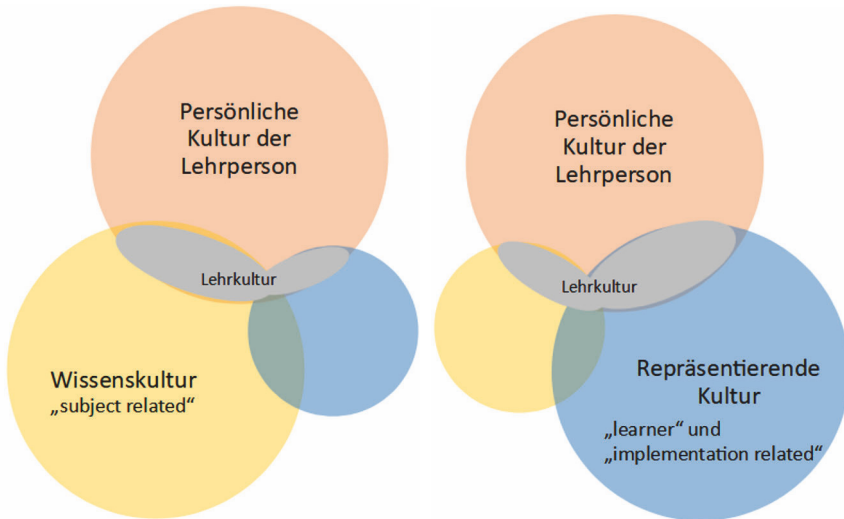 Persönliche
Kultur der
Lehrperson
Lehrkultur
Wissenskultur
„subject related“
Persönliche
Kultur der
Lehrperson
Lehrkultur
Repräsentierende
Kultur
„learner“ und
„implementation related“